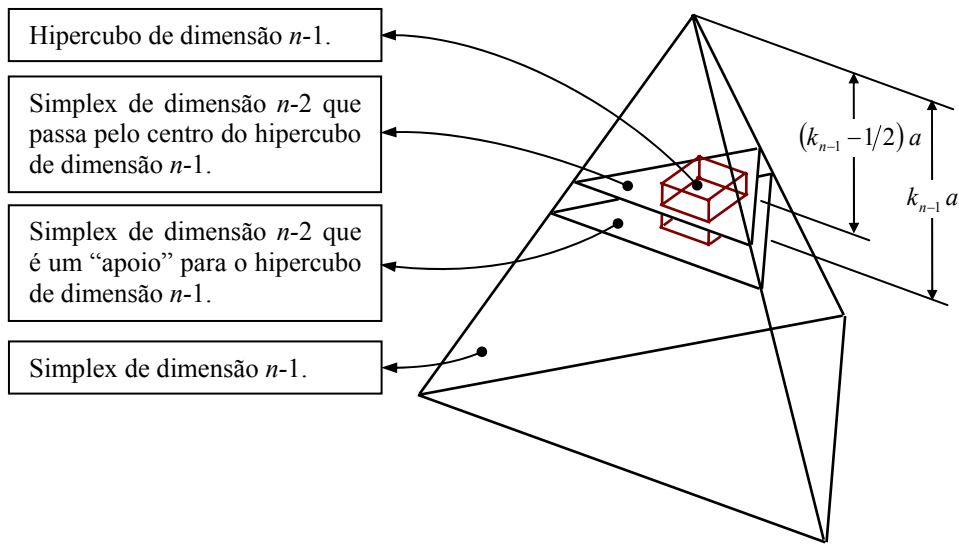 Hipercubo de dimensão n-1.
Simplex de dimensão n-2 que
passa pelo centro do hipercubo
de dimensão n-1.
Simplex de dimensão n-2 que
é um “apoio” para o hipercubo
de dimensão n-1.
Simplex de dimensão n-1.
(k_{n-1} − 1/2) a
k_{n-1} a